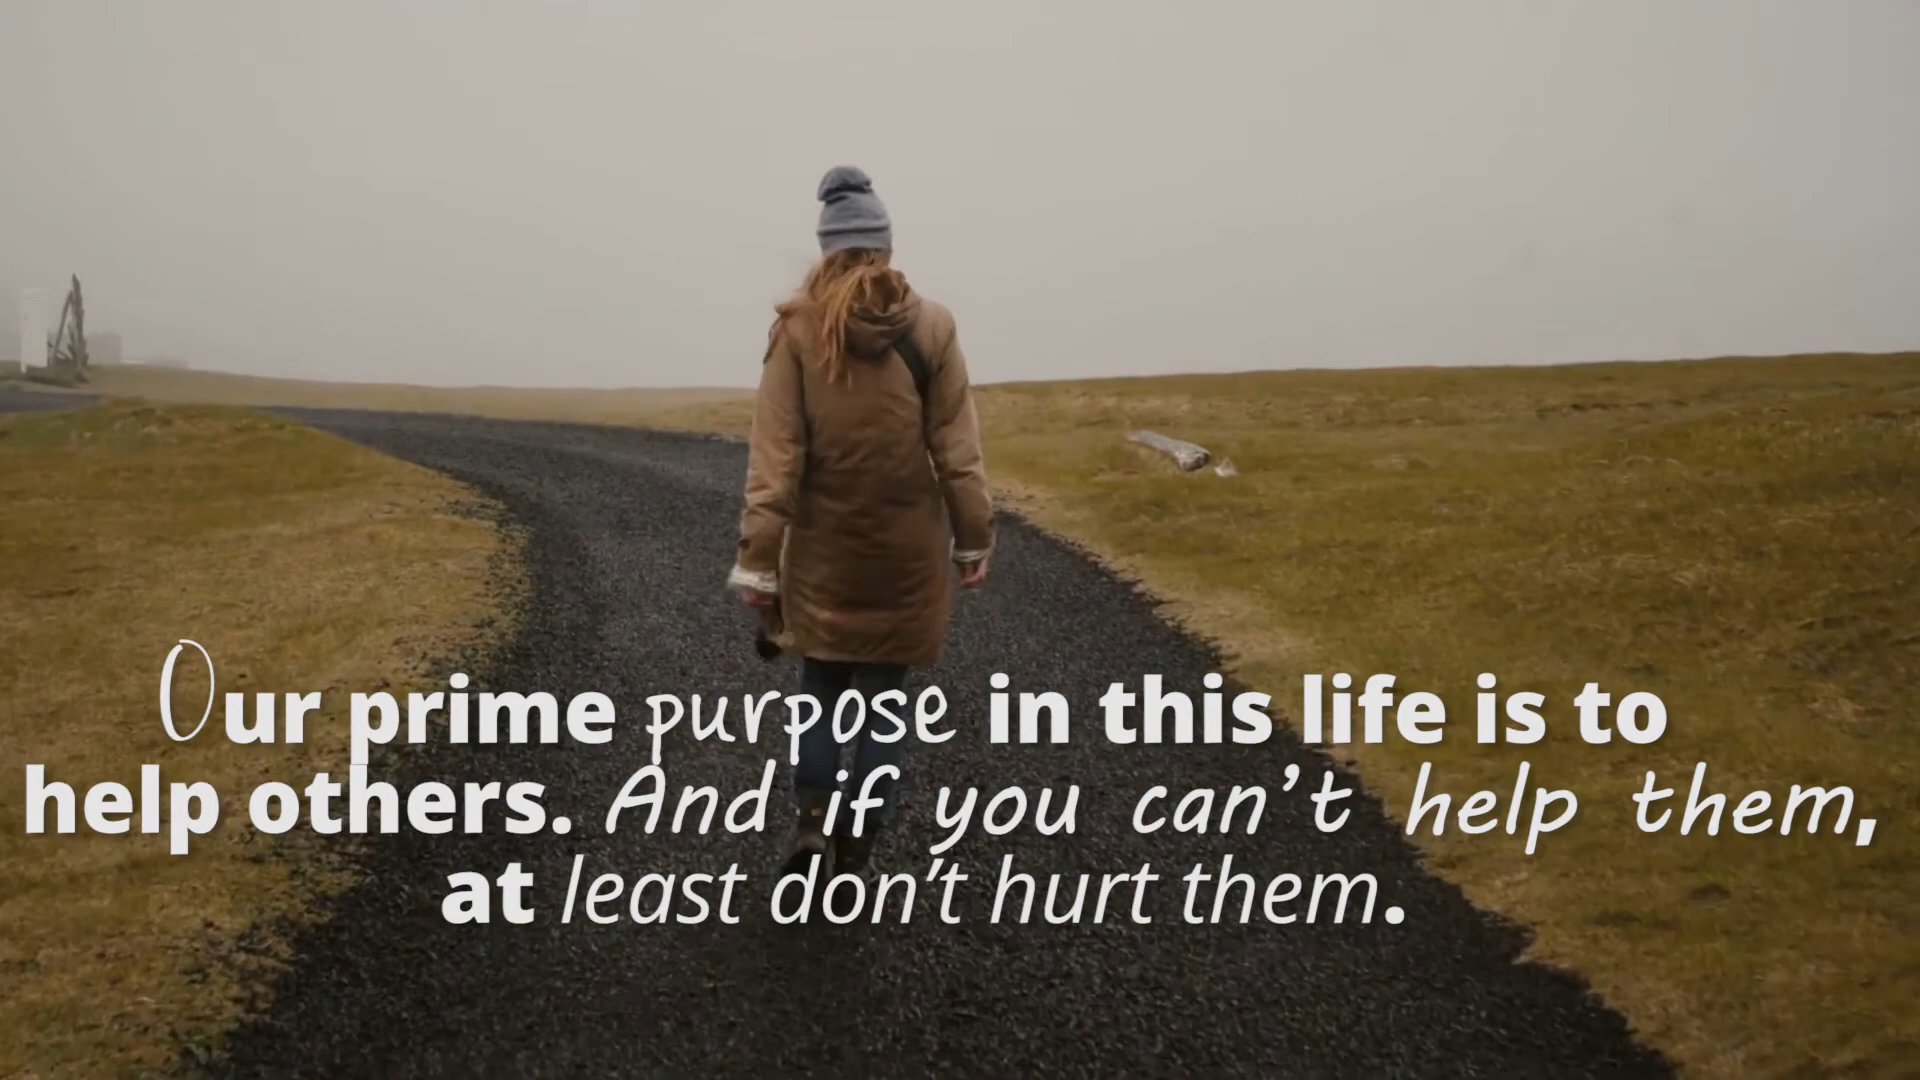 Our prime purpose in this life is to
help others. And if you can't help them,
at least don't hurt them.